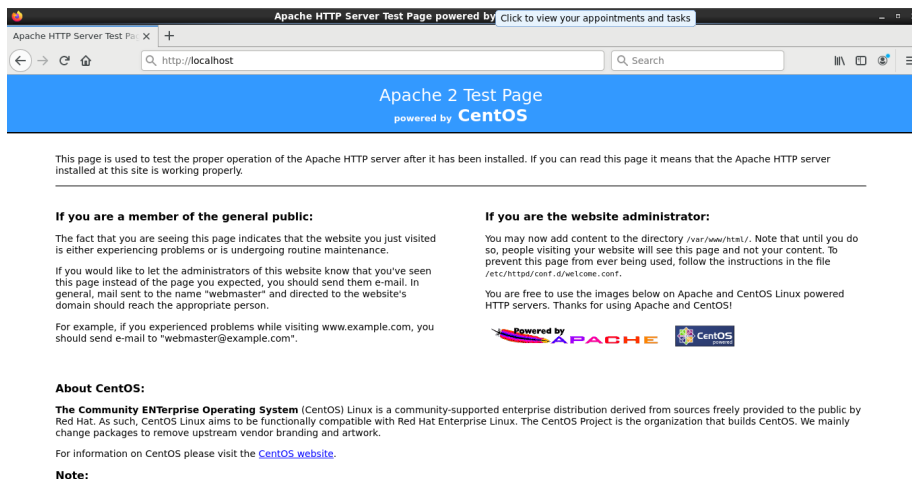 Apache HTTP Server Test Page powered by
Click to view your appointments and tasks
Apache HTTP Server Test Pa
http://localhost
Search
Apache 2 Test Page
powered by CentOS
This page is used to test the proper operation of the Apache HTTP server after it has been installed. If you can read this page it means that the Apache HTTP server
installed at this site is working properly.
If you are a member of the general public:
The fact that you are seeing this page indicates that the website you just visited
is either experiencing problems or is undergoing routine maintenance.
If you would like to let the administrators of this website know that you've seen
this page instead of the page you expected, you should send them e-mail. In
general, mail sent to the name "webmaster" and directed to the website's
domain should reach the appropriate person.
For example, if you experienced problems while visiting www.example.com, you
should send e-mail to "webmaster@example.com".
If you are the website administrator:
You may now add content to the directory /var/www/html/. Note that until you do
so, people visiting your website will see this page and not your content. To
prevent this page from ever being used, follow the instructions in the file
/etc/httpd/conf.d/welcome.conf.
You are free to use the images below on Apache and CentOS Linux powered
HTTP servers. Thanks for using Apache and CentOS!
Powered by
APACHE
CentOS
powered
About CentOS:
The Community ENTerprise Operating System (CentOS) Linux is a community-supported enterprise distribution derived from sources freely provided to the public by
Red Hat. As such, CentOS Linux aims to be functionally compatible with Red Hat Enterprise Linux. The CentOS Project is the organization that builds CentOS. We mainly
change packages to remove upstream vendor branding and artwork.
For information on CentOS please visit the CentOS website.
Note: